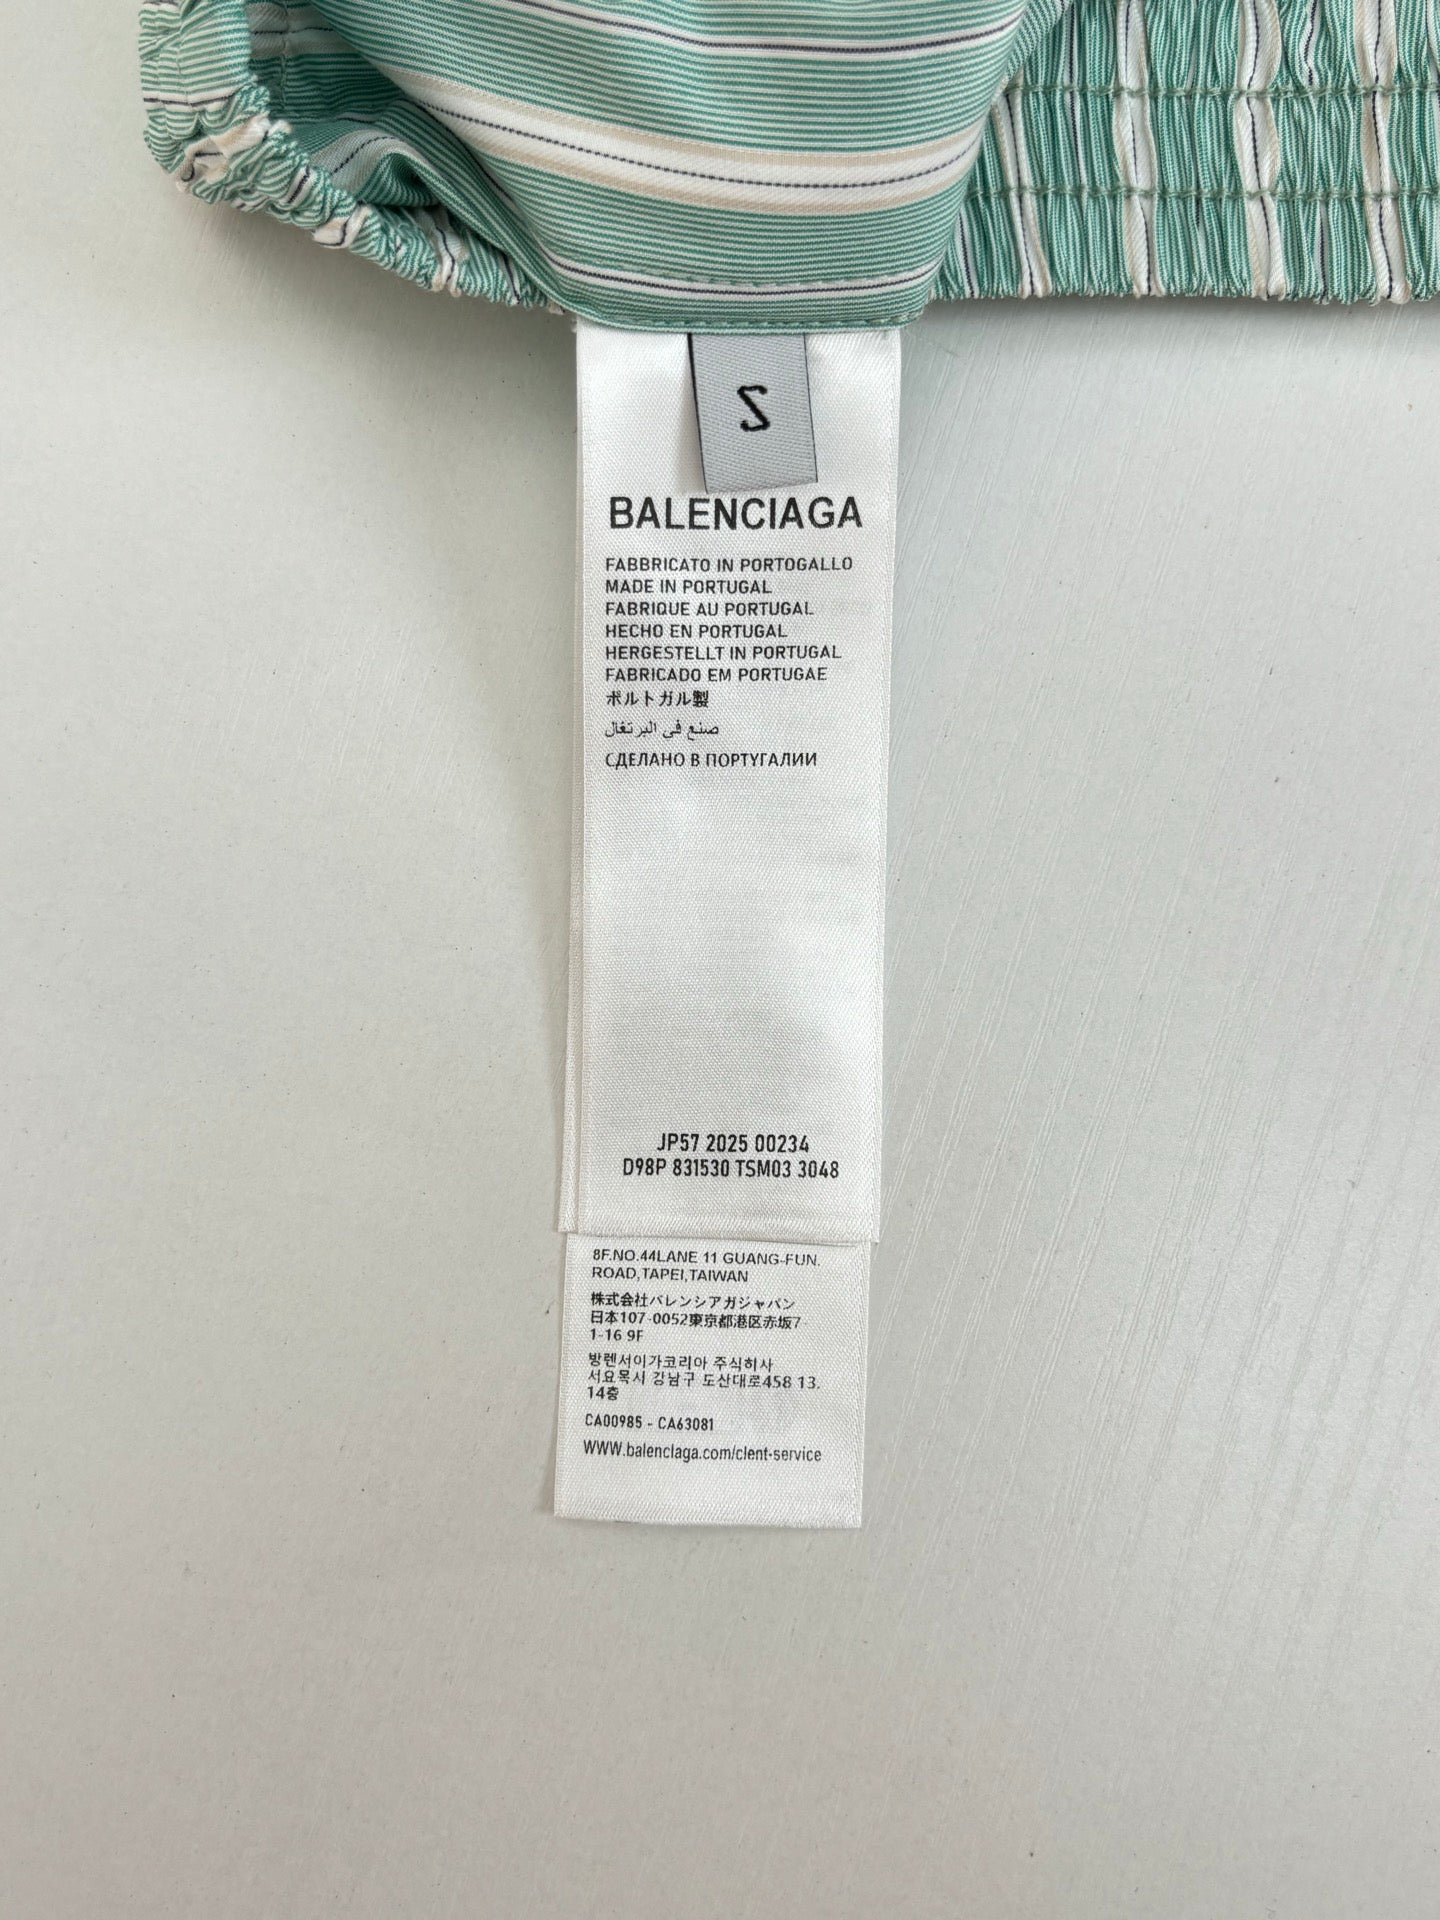 S
BALENCIAGA
FABBRICATO IN PORTOGALLO
MADE IN PORTUGAL
FABRIQUE AU PORTUGAL
HECHO EN PORTUGAL
HERGESTELLT IN PORTUGAL
FABRICADO EM PORTUGAE
ポルトガル製
صنع في البرتغال
СДЕЛАНО В ПОРТУГАЛИИ
JP57 2025 00234
D98P 831530 TSM03 3048
8F.NO.44LANE 11 GUANG-FUN.
ROAD,TAPEI,TAIWAN
株式会社バレンシアガジャパン
日本107-0052東京都港区赤坂7
1-16 9F
방렌서이가코리아 주식히사
서요목시 강남구 도산대로458 13.
14층
CA00985 - CA63081
WWW.balenclaga.com/clent-service